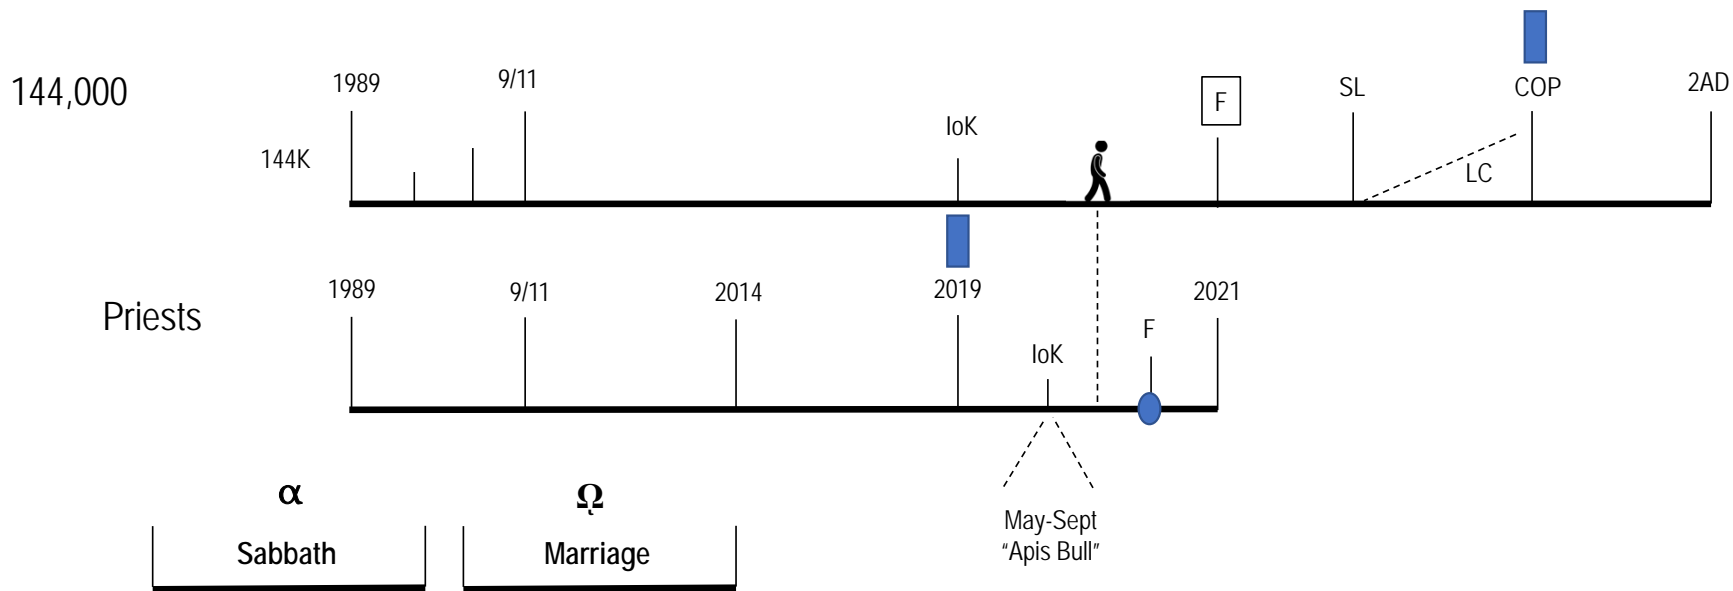 144,000
1989
9/11
IoK
F
SL
COP
2AD
144K
LC
Priests
1989
9/11
2014
2019
IoK
F
2021
α
Ω
Sabbath
Marriage
May-Sept
“Apis Bull”